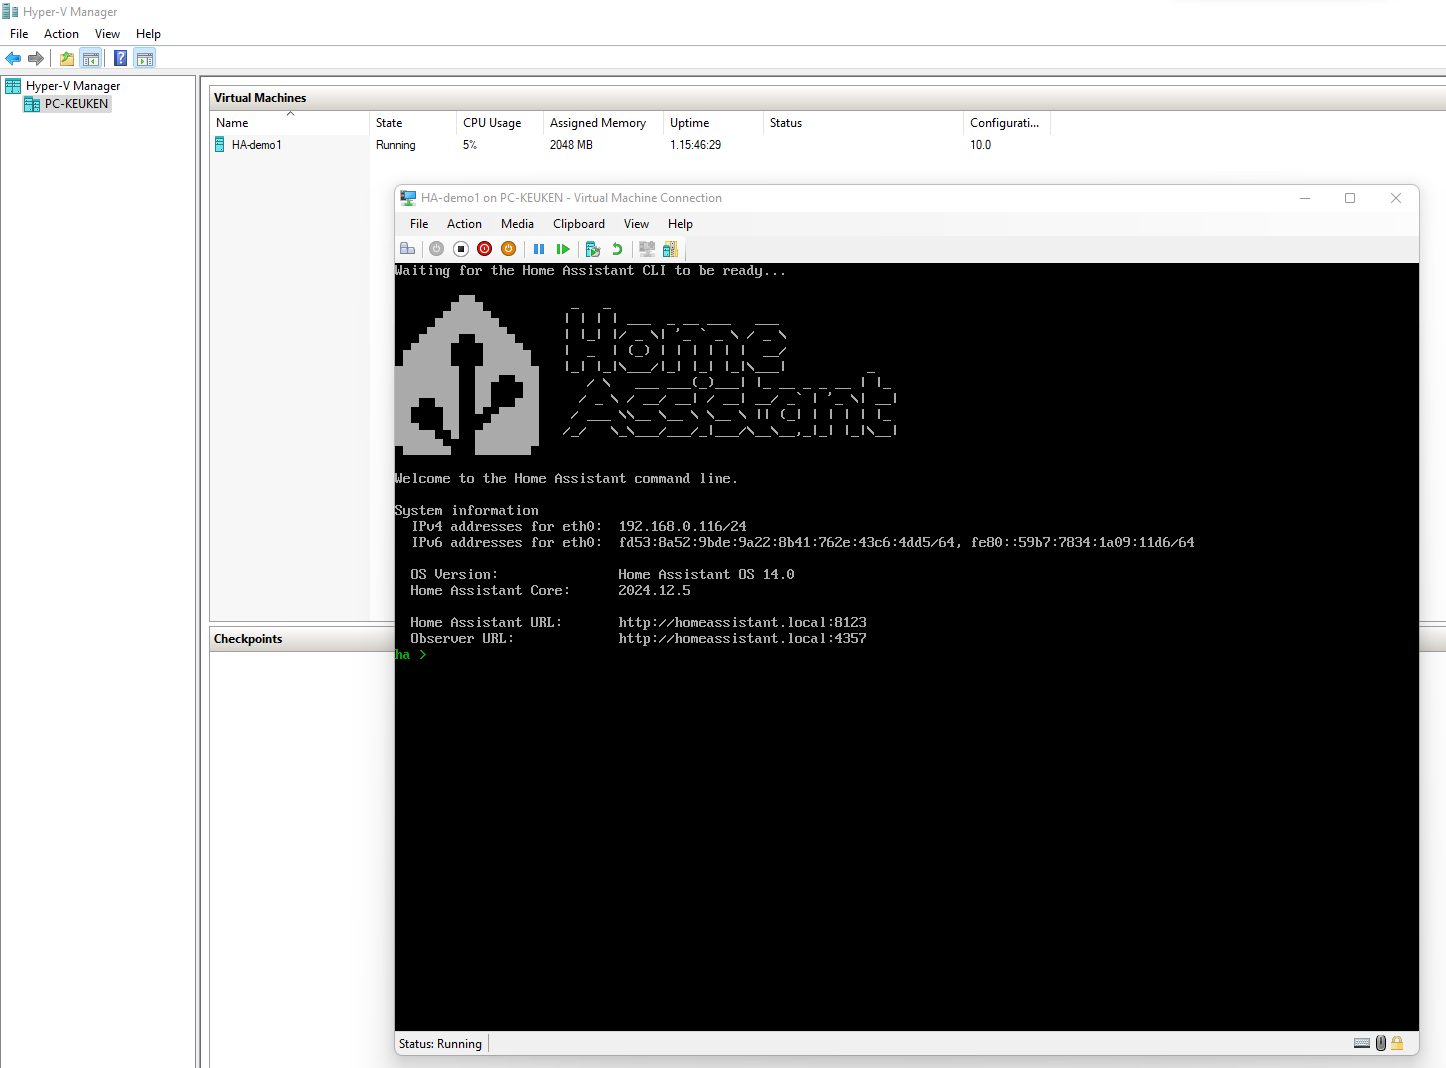 Hyper-V Manager
File Action View Help
Hyper-V Manager
PC-KEUKEN
Virtual Machines
Name State CPU Usage Assigned Memory Uptime Status Configurati...
HA-demo1 Running 5% 2048 MB 1.15:46:29 10.0
HA-demo1 on PC-KEUKEN - Virtual Machine Connection
File Action Media Clipboard View Help
Waiting for the Home Assistant CLI to be ready...
Home
Assistant
Welcome to the Home Assistant command line.
System information
IPv4 addresses for eth0: 192.168.0.116/24
IPv6 addresses for eth0: fd53:8a52:9bde:9a22:8b41:762e:43c6:4dd5/64, fe80::59b7:7834:1a09:11d6/64
OS Version: Home Assistant OS 14.0
Home Assistant Core: 2024.12.5
Home Assistant URL: http://homeassistant.local:8123
Observer URL: http://homeassistant.local:4357
ha >
Checkpoints
Status: Running